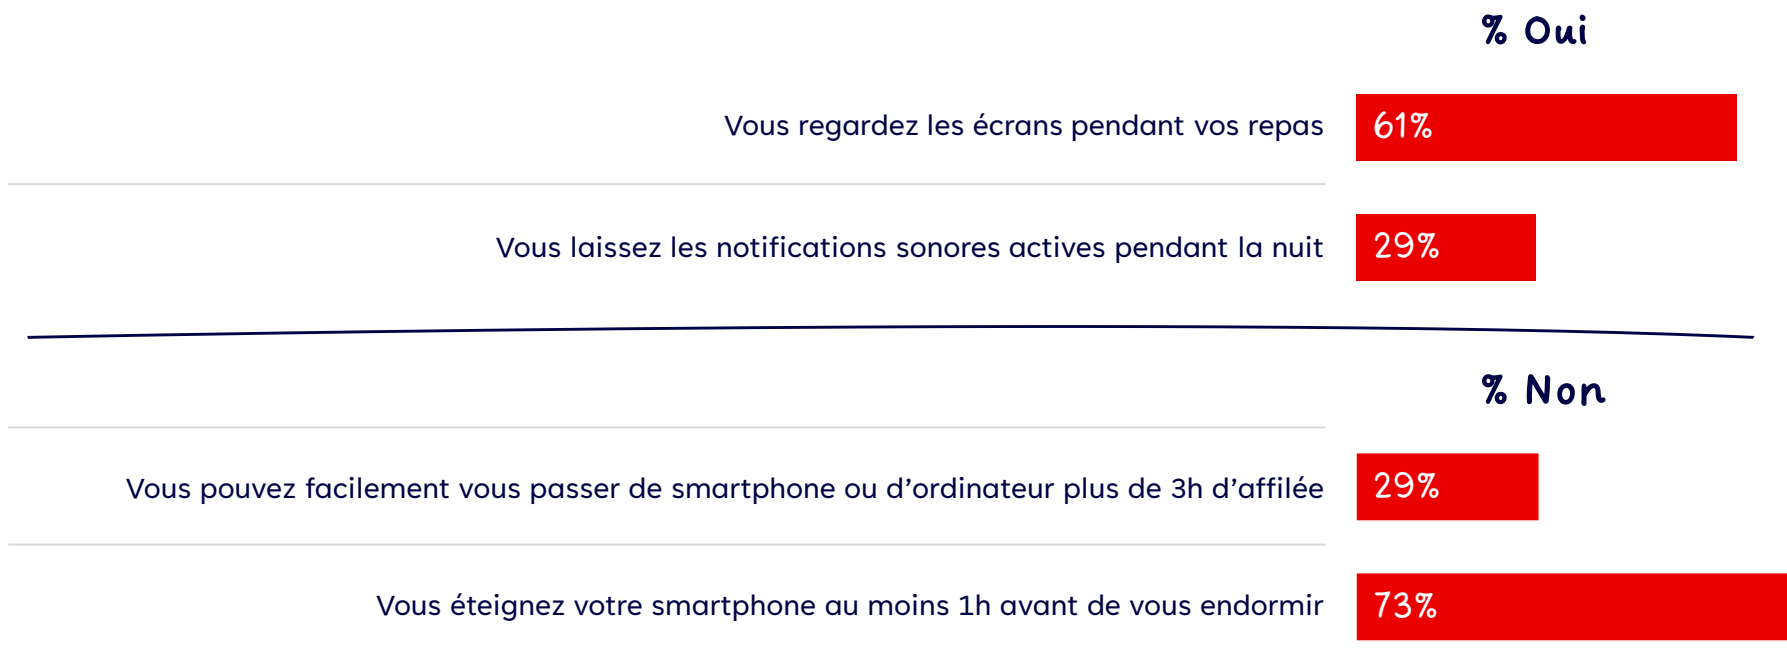 % Oui
Vous regardez les écrans pendant vos repas 61%
Vous laissez les notifications sonores actives pendant la nuit 29%
% Non
Vous pouvez facilement vous passer de smartphone ou d’ordinateur plus de 3h d’affilée 29%
Vous éteignez votre smartphone au moins 1h avant de vous endormir 73%